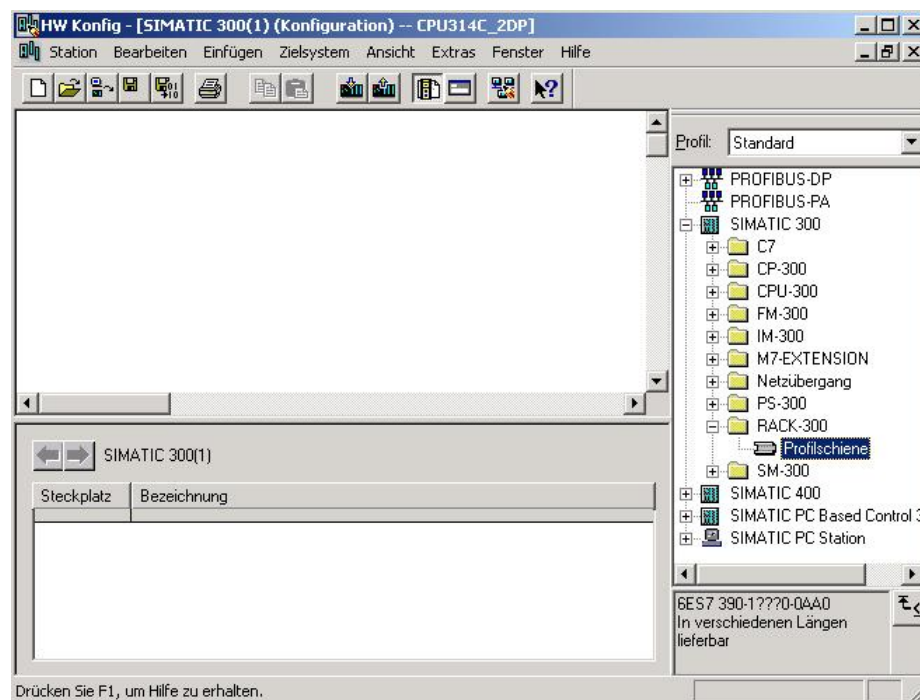 HW Konfig - [SIMATIC 300(1) (Konfiguration) -- CPU314C_2DP]
Station Bearbeiten Einfügen Zielsystem Ansicht Extras Fenster Hilfe
Profil: Standard
PROFIBUS-DP
PROFIBUS-PA
SIMATIC 300
C7
CP-300
CPU-300
FM-300
IM-300
M7-EXTENSION
Netzübergang
PS-300
RACK-300
Profilschiene
SM-300
SIMATIC 400
SIMATIC PC Based Control 3
SIMATIC PC Station
SIMATIC 300(1)
Steckplatz Bezeichnung
6ES7 390-1???0-0AA0
In verschiedenen Längen
lieferbar
Drücken Sie F1, um Hilfe zu erhalten.